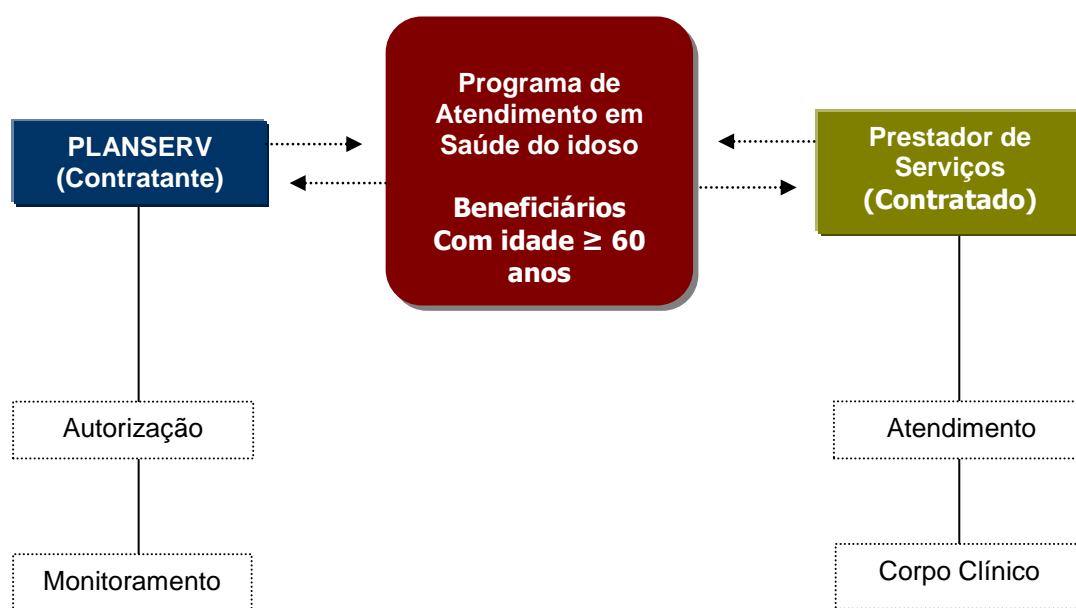 Programa de
Atendimento em
Saúde do idoso
Beneficiários
Com idade ≥ 60
anos
PLANSERV
(Contratante)
Prestador de
Serviços
(Contratado)
Autorização
Atendimento
Monitoramento
Corpo Clínico